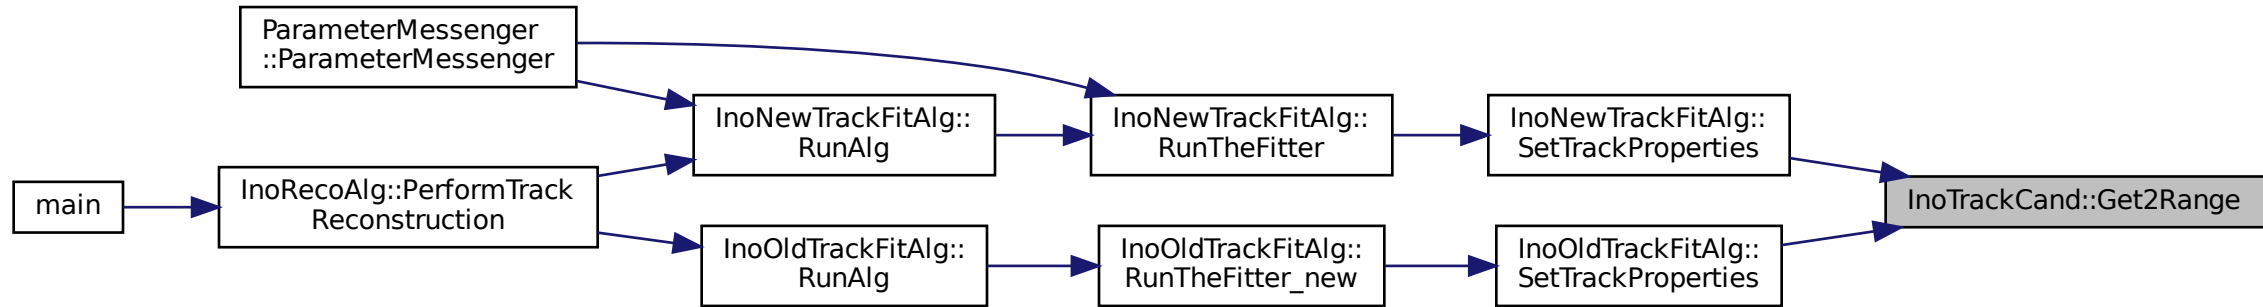 ParameterMessenger
::ParameterMessenger
InoNewTrackFitAlg::
RunAlg
InoNewTrackFitAlg::
RunTheFitter
InoNewTrackFitAlg::
SetTrackProperties
main
InoRecoAlg::PerformTrack
Reconstruction
InoTrackCand::Get2Range
InoOldTrackFitAlg::
RunAlg
InoOldTrackFitAlg::
RunTheFitter_new
InoOldTrackFitAlg::
SetTrackProperties